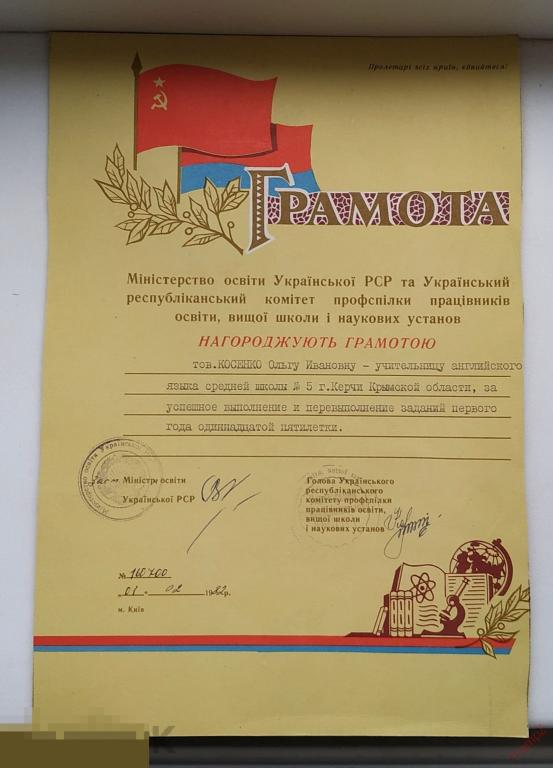 Пролетарі всіх країн, єднайтеся!
ГРАМОТА
Міністерство освіти Української РСР та Український
республіканський комітет профспілки працівників
освіти, вищої школи і наукових установ
НАГОРОДЖУЮТЬ ГРАМОТОЮ
тов.КОСЕНКО Ольгу Ивановну - учительницу английского
языка средней школы № 5 г.Керчи Крымской области, за
успешное выполнение и перевыполнение заданий первого
года одиннадцатой пятилетки.
Міністр освіти
Української РСР
Голова Українського
республіканського
комітету профспілки
працівників освіти,
вищої школи
і наукових установ
№ 160700
„01" 02 1982р.
м. Київ